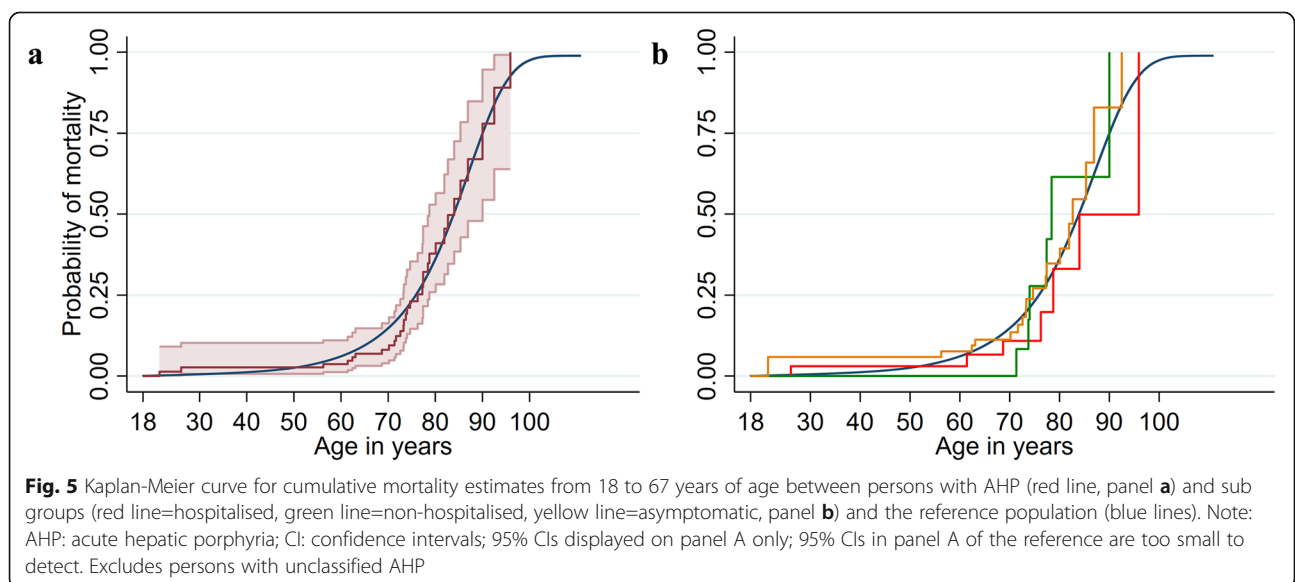 a
1.00
0.75
0.50
0.25
0.00
Probability of mortality
18 30 40 50 60 70 80 90 100
Age in years
b
1.00
0.75
0.50
0.25
0.00
18 30 40 50 60 70 80 90 100
Age in years
Fig. 5 Kaplan-Meier curve for cumulative mortality estimates from 18 to 67 years of age between persons with AHP (red line, panel a) and sub
groups (red line=hospitalised, green line=non-hospitalised, yellow line=asymptomatic, panel b) and the reference population (blue lines). Note:
AHP: acute hepatic porphyria; CI: confidence intervals; 95% CIs displayed on panel A only; 95% CIs in panel A of the reference are too small to
detect. Excludes persons with unclassified AHP